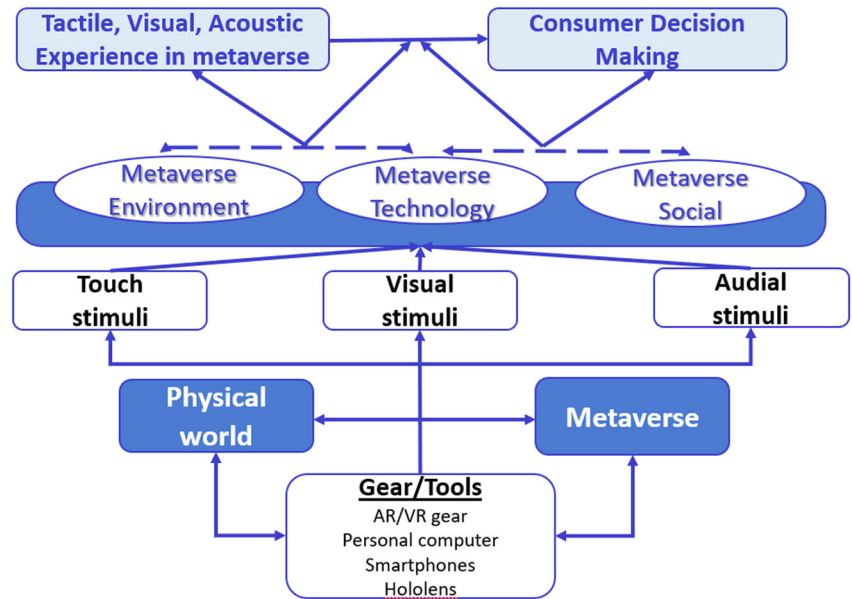 Tactile, Visual, Acoustic
Experience in metaverse
Consumer Decision
Making
Metaverse
Environment
Metaverse
Technology
Metaverse
Social
Touch
stimuli
Visual
stimuli
Audial
stimuli
Physical
world
Metaverse
Gear/Tools
AR/VR gear
Personal computer
Smartphones
Hololens